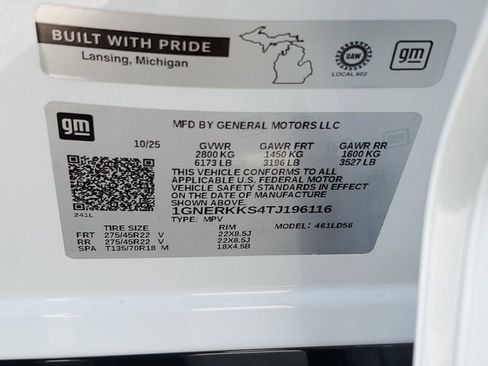 BUILT WITH PRIDE
Lansing, Michigan
UAW
LOCAL 602
gm
gm
MFD BY GENERAL MOTORS LLC
10/25 GVWR GAWR FRT GAWR RR
2800 KG 1450 KG 1600 KG
6173 LB 3196 LB 3527 LB
THIS VEHICLE CONFORMS TO ALL
APPLICABLE U.S. FEDERAL MOTOR
VEHICLE SAFETY STANDARDS IN EFFECT
ON THE DATE OF MANUFACTURE
SHOWN ABOVE.
1GNERKKS4TJ196116
241L TYPE: MPV MODEL: 461LD56
TIRE SIZE RIM
FRT 275/45R22 V 22X8.5J
RR 275/45R22 V 22X8.5J
SPA T135/70R18 M 18X4.5B